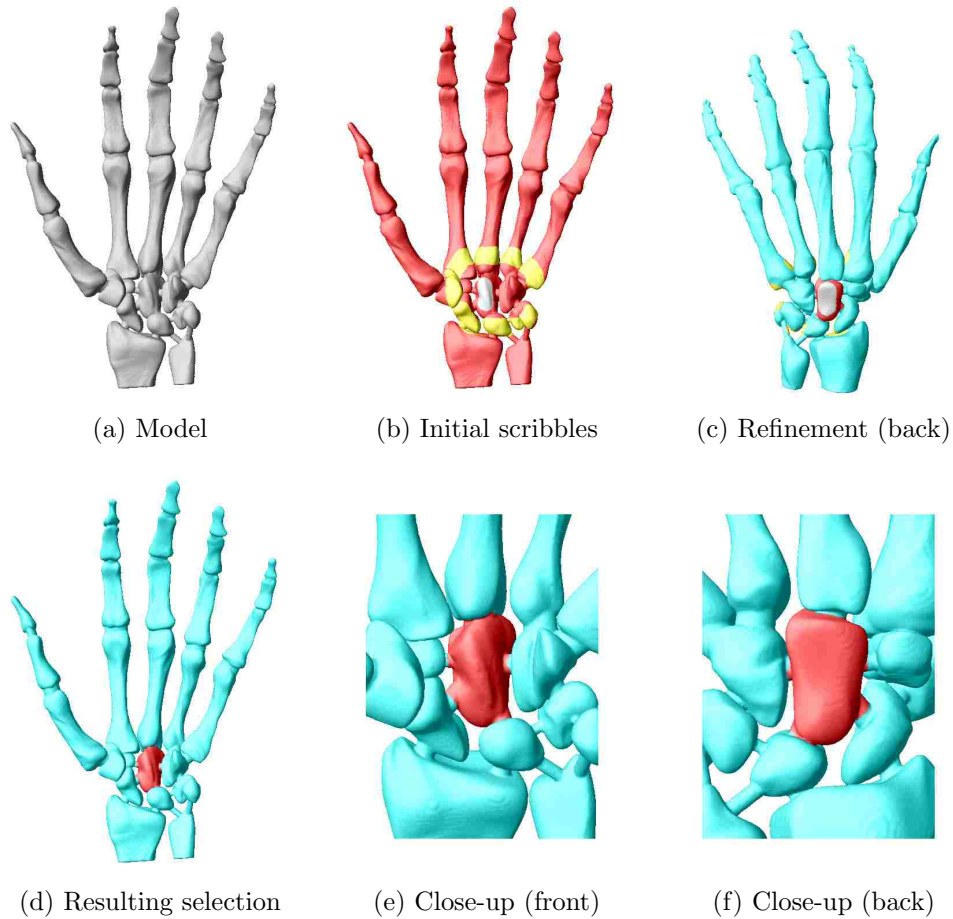 (a) Model
(b) Initial scribbles
(c) Refinement (back)
(d) Resulting selection
(e) Close-up (front)
(f) Close-up (back)